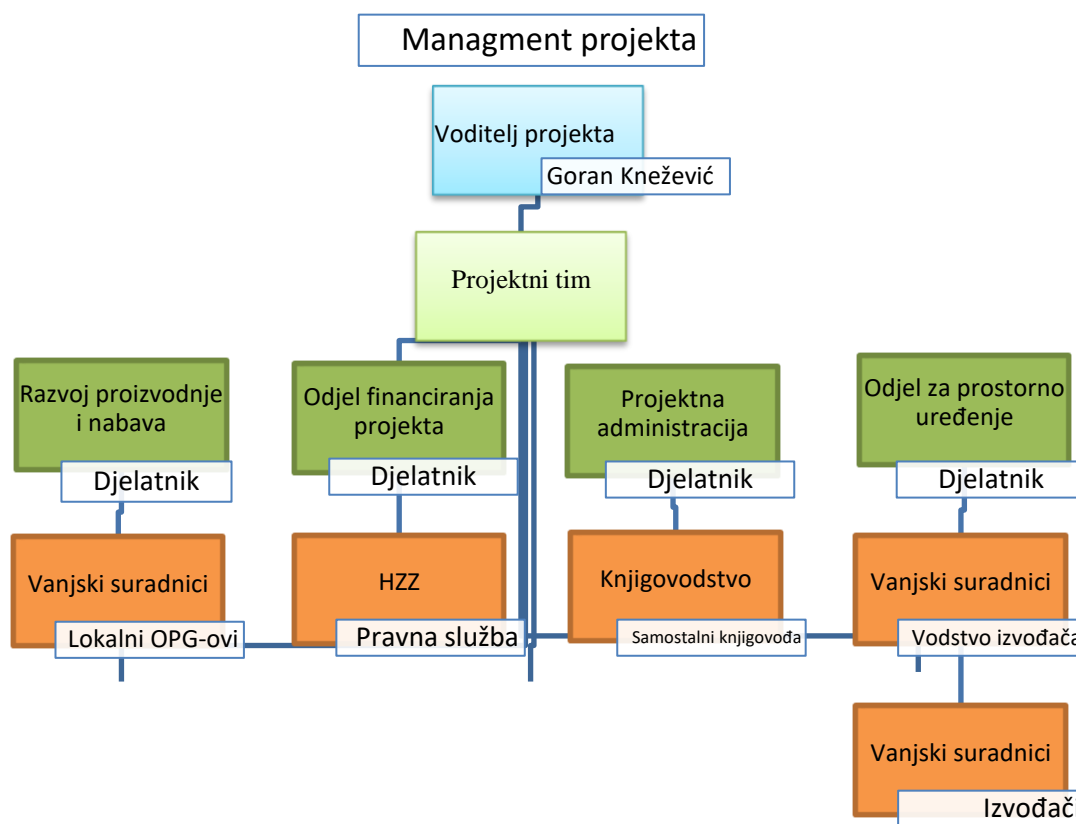 Managment projekta
Voditelj projekta
Goran Knežević
Projektni tim
Razvoj proizvodnje
i nabava
Djelatnik
Odjel financiranja
projekta
Djelatnik
Projektna
administracija
Djelatnik
Odjel za prostorno
uređenje
Djelatnik
Vanjski suradnici
Lokalni OPG-ovi
HZZ
Pravna služba
Knjigovodstvo
Samostalni knjigovođa
Vanjski suradnici
Vodstvo izvođača
Vanjski suradnici
Izvođač